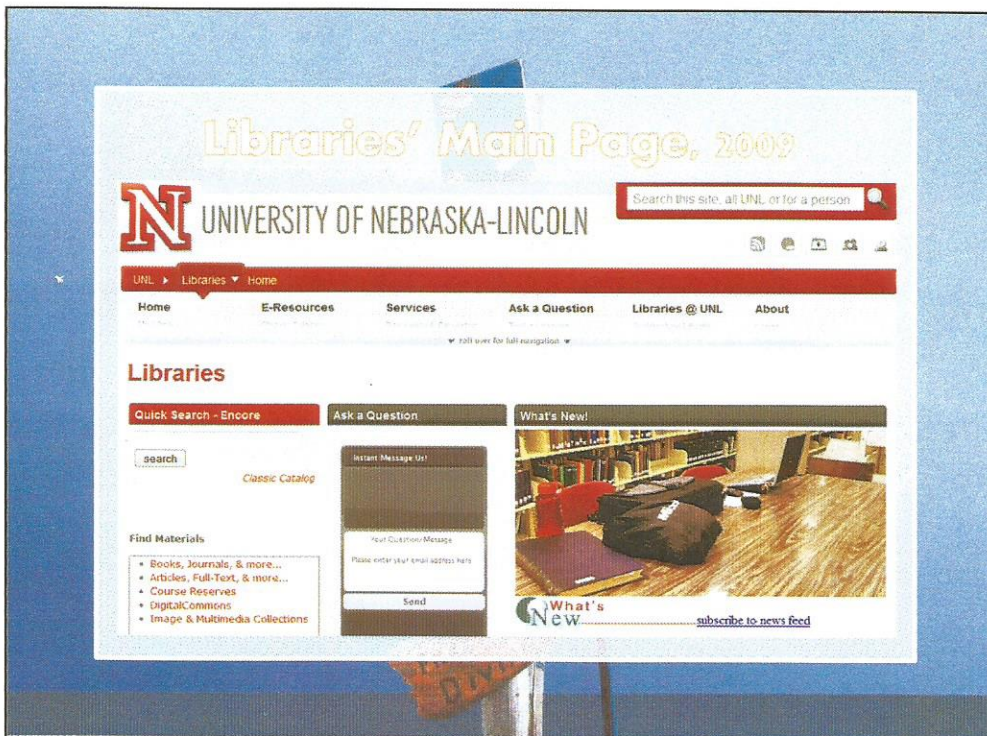 Libraries' Main Page, 2009
N UNIVERSITY OF NEBRASKA-LINCOLN
Search this site, all UNL or for a person
UNL Libraries Home
Home E-Resources Services Ask a Question Libraries @ UNL About
roll over for full navigation
Libraries
Quick Search - Encore Ask a Question What's New!
search
Classic Catalog
Instant Message Us!
Your Question/Message
Please enter your email address here
Send
Find Materials
• Books, Journals, & more...
• Articles, Full-Text, & more...
• Course Reserves
• DigitalCommons
• Image & Multimedia Collections
What's
New subscribe to news feed